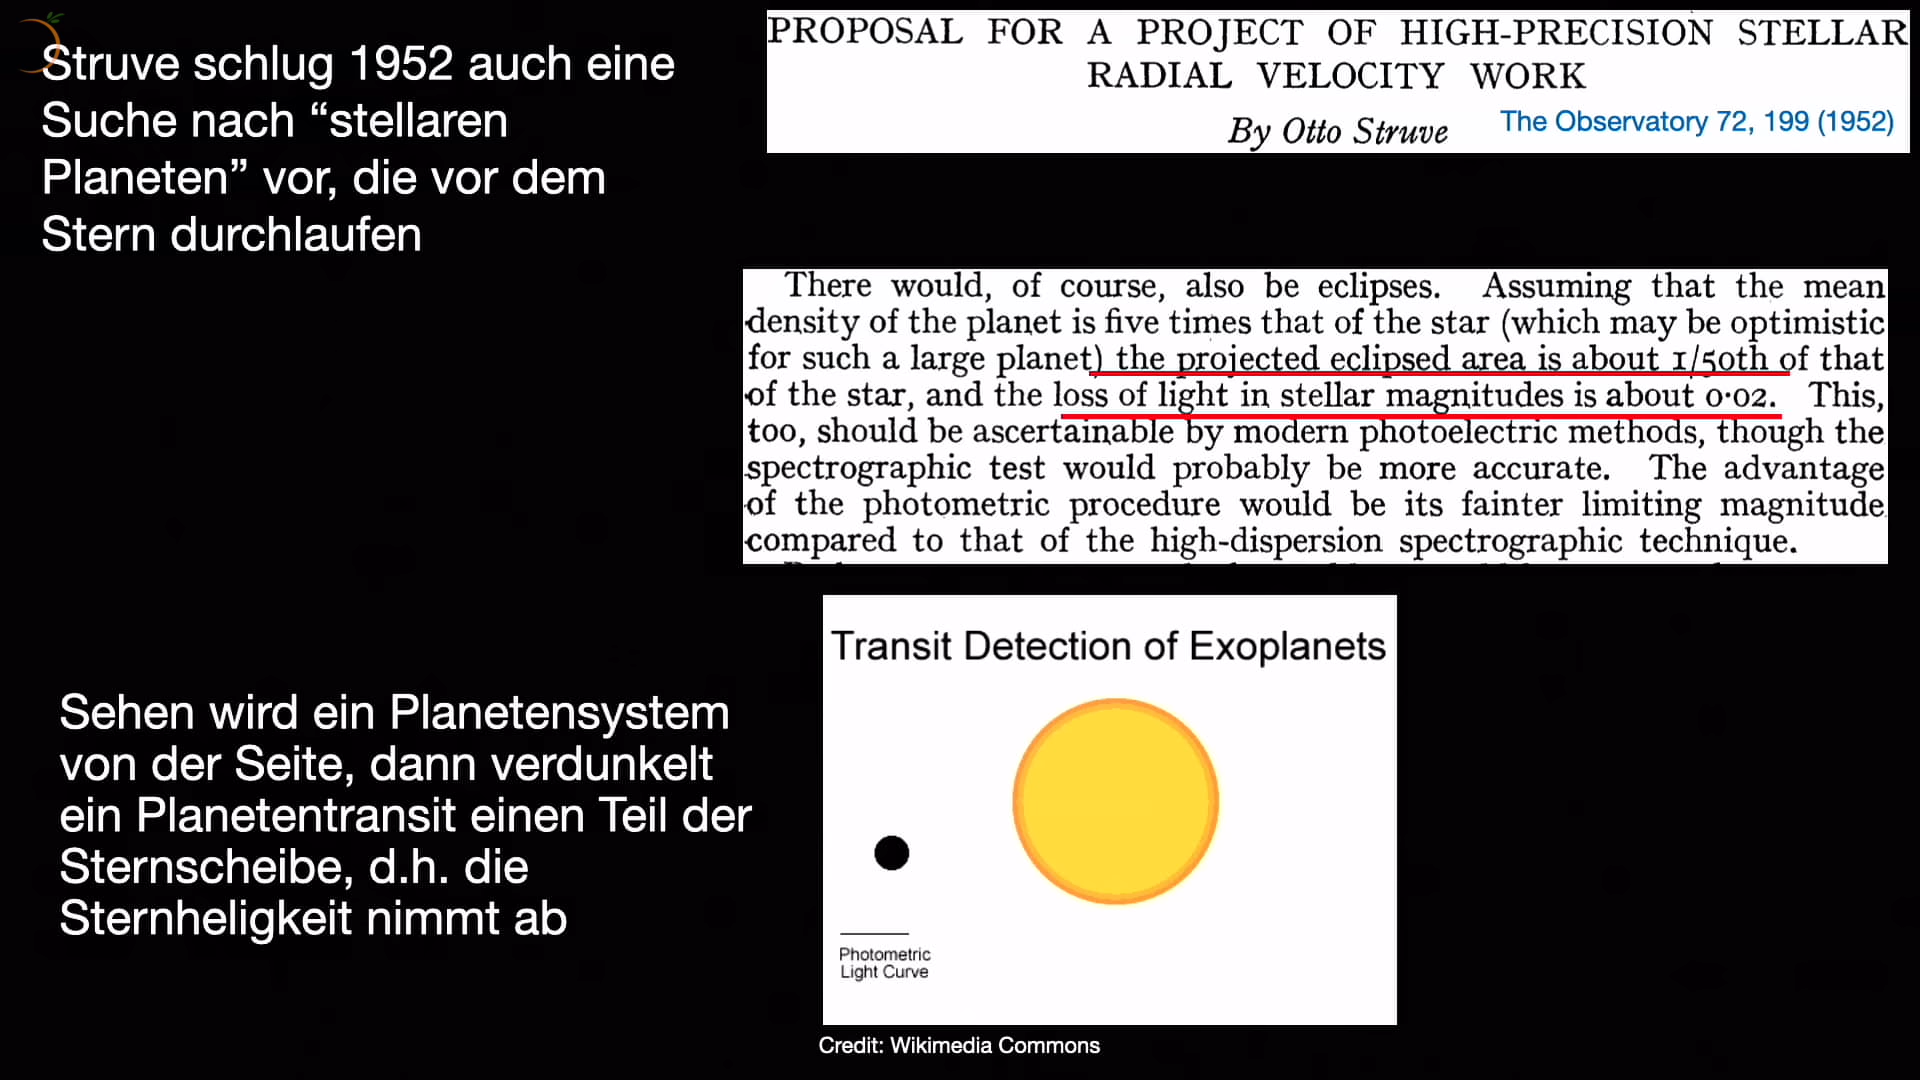 Struve schlug 1952 auch eine
Suche nach “stellaren
Planeten” vor, die vor dem
Stern durchlaufen
PROPOSAL FOR A PROJECT OF HIGH-PRECISION STELLAR
RADIAL VELOCITY WORK
By Otto Struve
The Observatory 72, 199 (1952)
There would, of course, also be eclipses. Assuming that the mean
density of the planet is five times that of the star (which may be optimistic
for such a large planet) the projected eclipsed area is about 1/50th of that
of the star, and the loss of light in stellar magnitudes is about 0·02. This,
too, should be ascertainable by modern photoelectric methods, though the
spectrographic test would probably be more accurate. The advantage
of the photometric procedure would be its fainter limiting magnitude
compared to that of the high-dispersion spectrographic technique.
Sehen wird ein Planetensystem
von der Seite, dann verdunkelt
ein Planetentransit einen Teil der
Sternscheibe, d.h. die
Sternheligkeit nimmt ab
Transit Detection of Exoplanets
Photometric
Light Curve
Credit: Wikimedia Commons